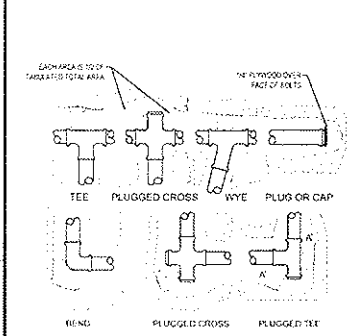 EACH AREA IS 1/2 OF
TABULATED TOTAL AREA
PLYWOOD OVER
FACE OF BOLTS
TEE
PLUGGED CROSS
WYE
PLUG OR CAP
BEND
PLUGGED CROSS
PLUGGED TEE
A'
A'